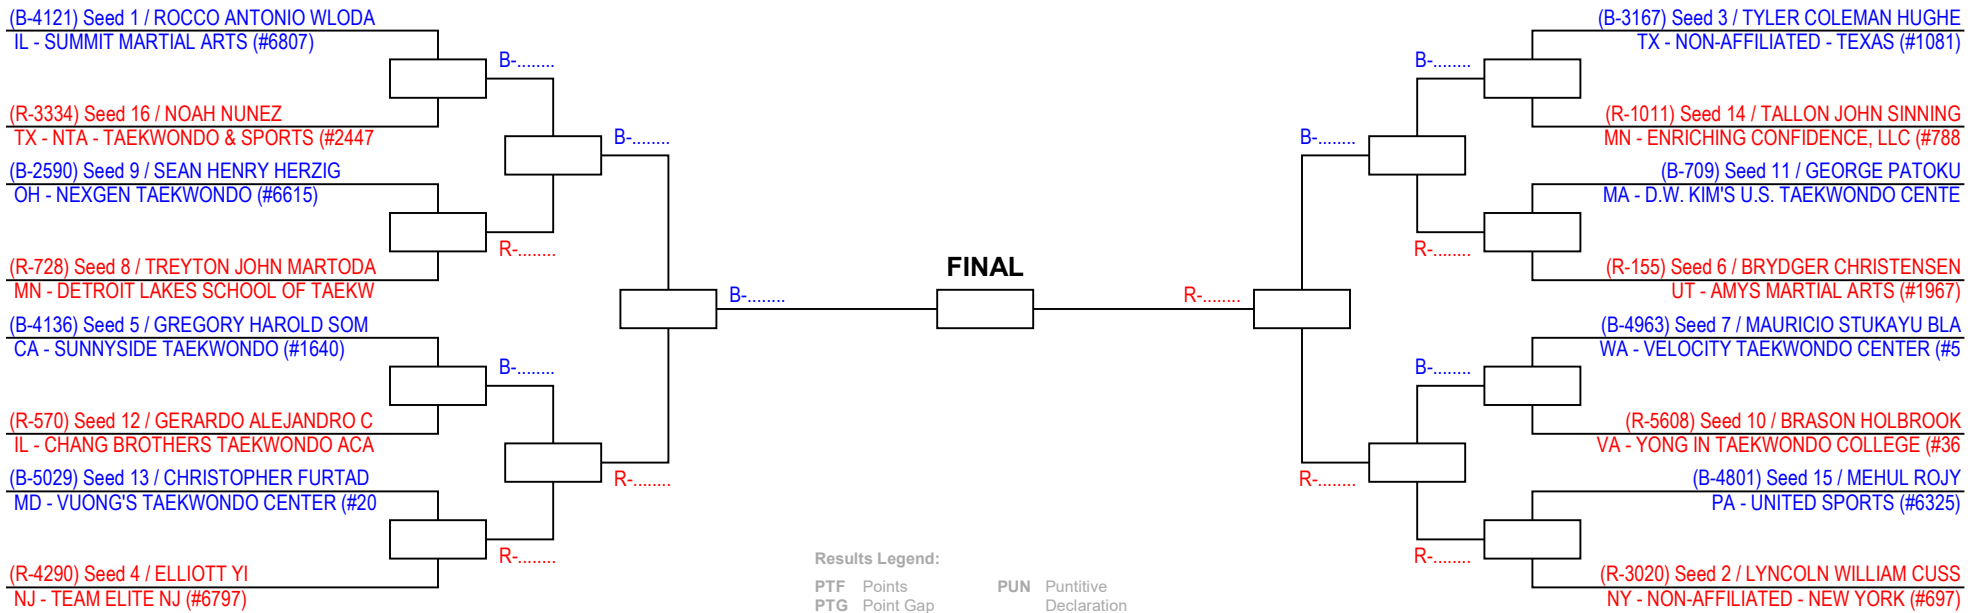 (B-4121) Seed 1 / ROCCO ANTONIO WLODA
IL - SUMMIT MARTIAL ARTS (#6807)
B-........
(R-3334) Seed 16 / NOAH NUNEZ
TX - NTA - TAEKWONDO & SPORTS (#2447
B-........
(B-2590) Seed 9 / SEAN HENRY HERZIG
OH - NEXGEN TAEKWONDO (#6615)
R-........
(R-728) Seed 8 / TREYTON JOHN MARTODA
MN - DETROIT LAKES SCHOOL OF TAEKW
B-........
(B-4136) Seed 5 / GREGORY HAROLD SOM
CA - SUNNYSIDE TAEKWONDO (#1640)
B-........
(R-570) Seed 12 / GERARDO ALEJANDRO C
IL - CHANG BROTHERS TAEKWONDO ACA
R-........
(B-5029) Seed 13 / CHRISTOPHER FURTAD
MD - VUONG'S TAEKWONDO CENTER (#20
R-........
(R-4290) Seed 4 / ELLIOTT YI
NJ - TEAM ELITE NJ (#6797)
FINAL
(B-3167) Seed 3 / TYLER COLEMAN HUGHE
TX - NON-AFFILIATED - TEXAS (#1081)
B-........
(R-1011) Seed 14 / TALLON JOHN SINNING
MN - ENRICHING CONFIDENCE, LLC (#788
B-........
(B-709) Seed 11 / GEORGE PATOKU
MA - D.W. KIM'S U.S. TAEKWONDO CENTE
R-........
(R-155) Seed 6 / BRYDGER CHRISTENSEN
UT - AMYS MARTIAL ARTS (#1967)
R-........
(B-4963) Seed 7 / MAURICIO STUKAYU BLA
WA - VELOCITY TAEKWONDO CENTER (#5
B-........
(R-5608) Seed 10 / BRASON HOLBROOK
VA - YONG IN TAEKWONDO COLLEGE (#36
R-........
(B-4801) Seed 15 / MEHUL ROJY
PA - UNITED SPORTS (#6325)
R-........
(R-3020) Seed 2 / LYNCOLN WILLIAM CUSS
NY - NON-AFFILIATED - NEW YORK (#697)
Results Legend:
PTF Points PUN Puntitive
PTG Point Gap Declaration